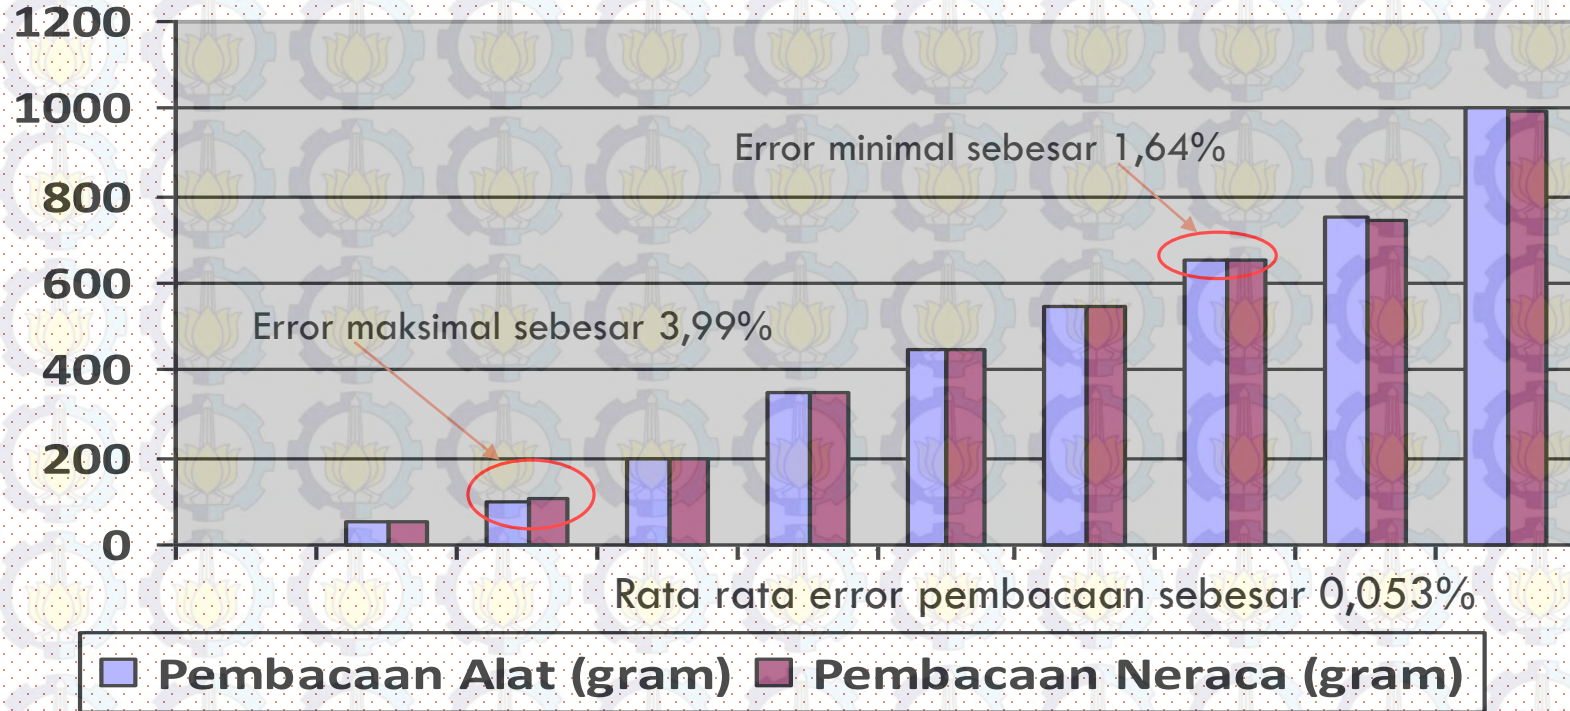 1200
1000
Error minimal sebesar 1,64%
800
600
Error maksimal sebesar 3,99%
400
200
0
Rata rata error pembacaan sebesar 0,053%
Pembacaan Alat (gram) Pembacaan Neraca (gram)